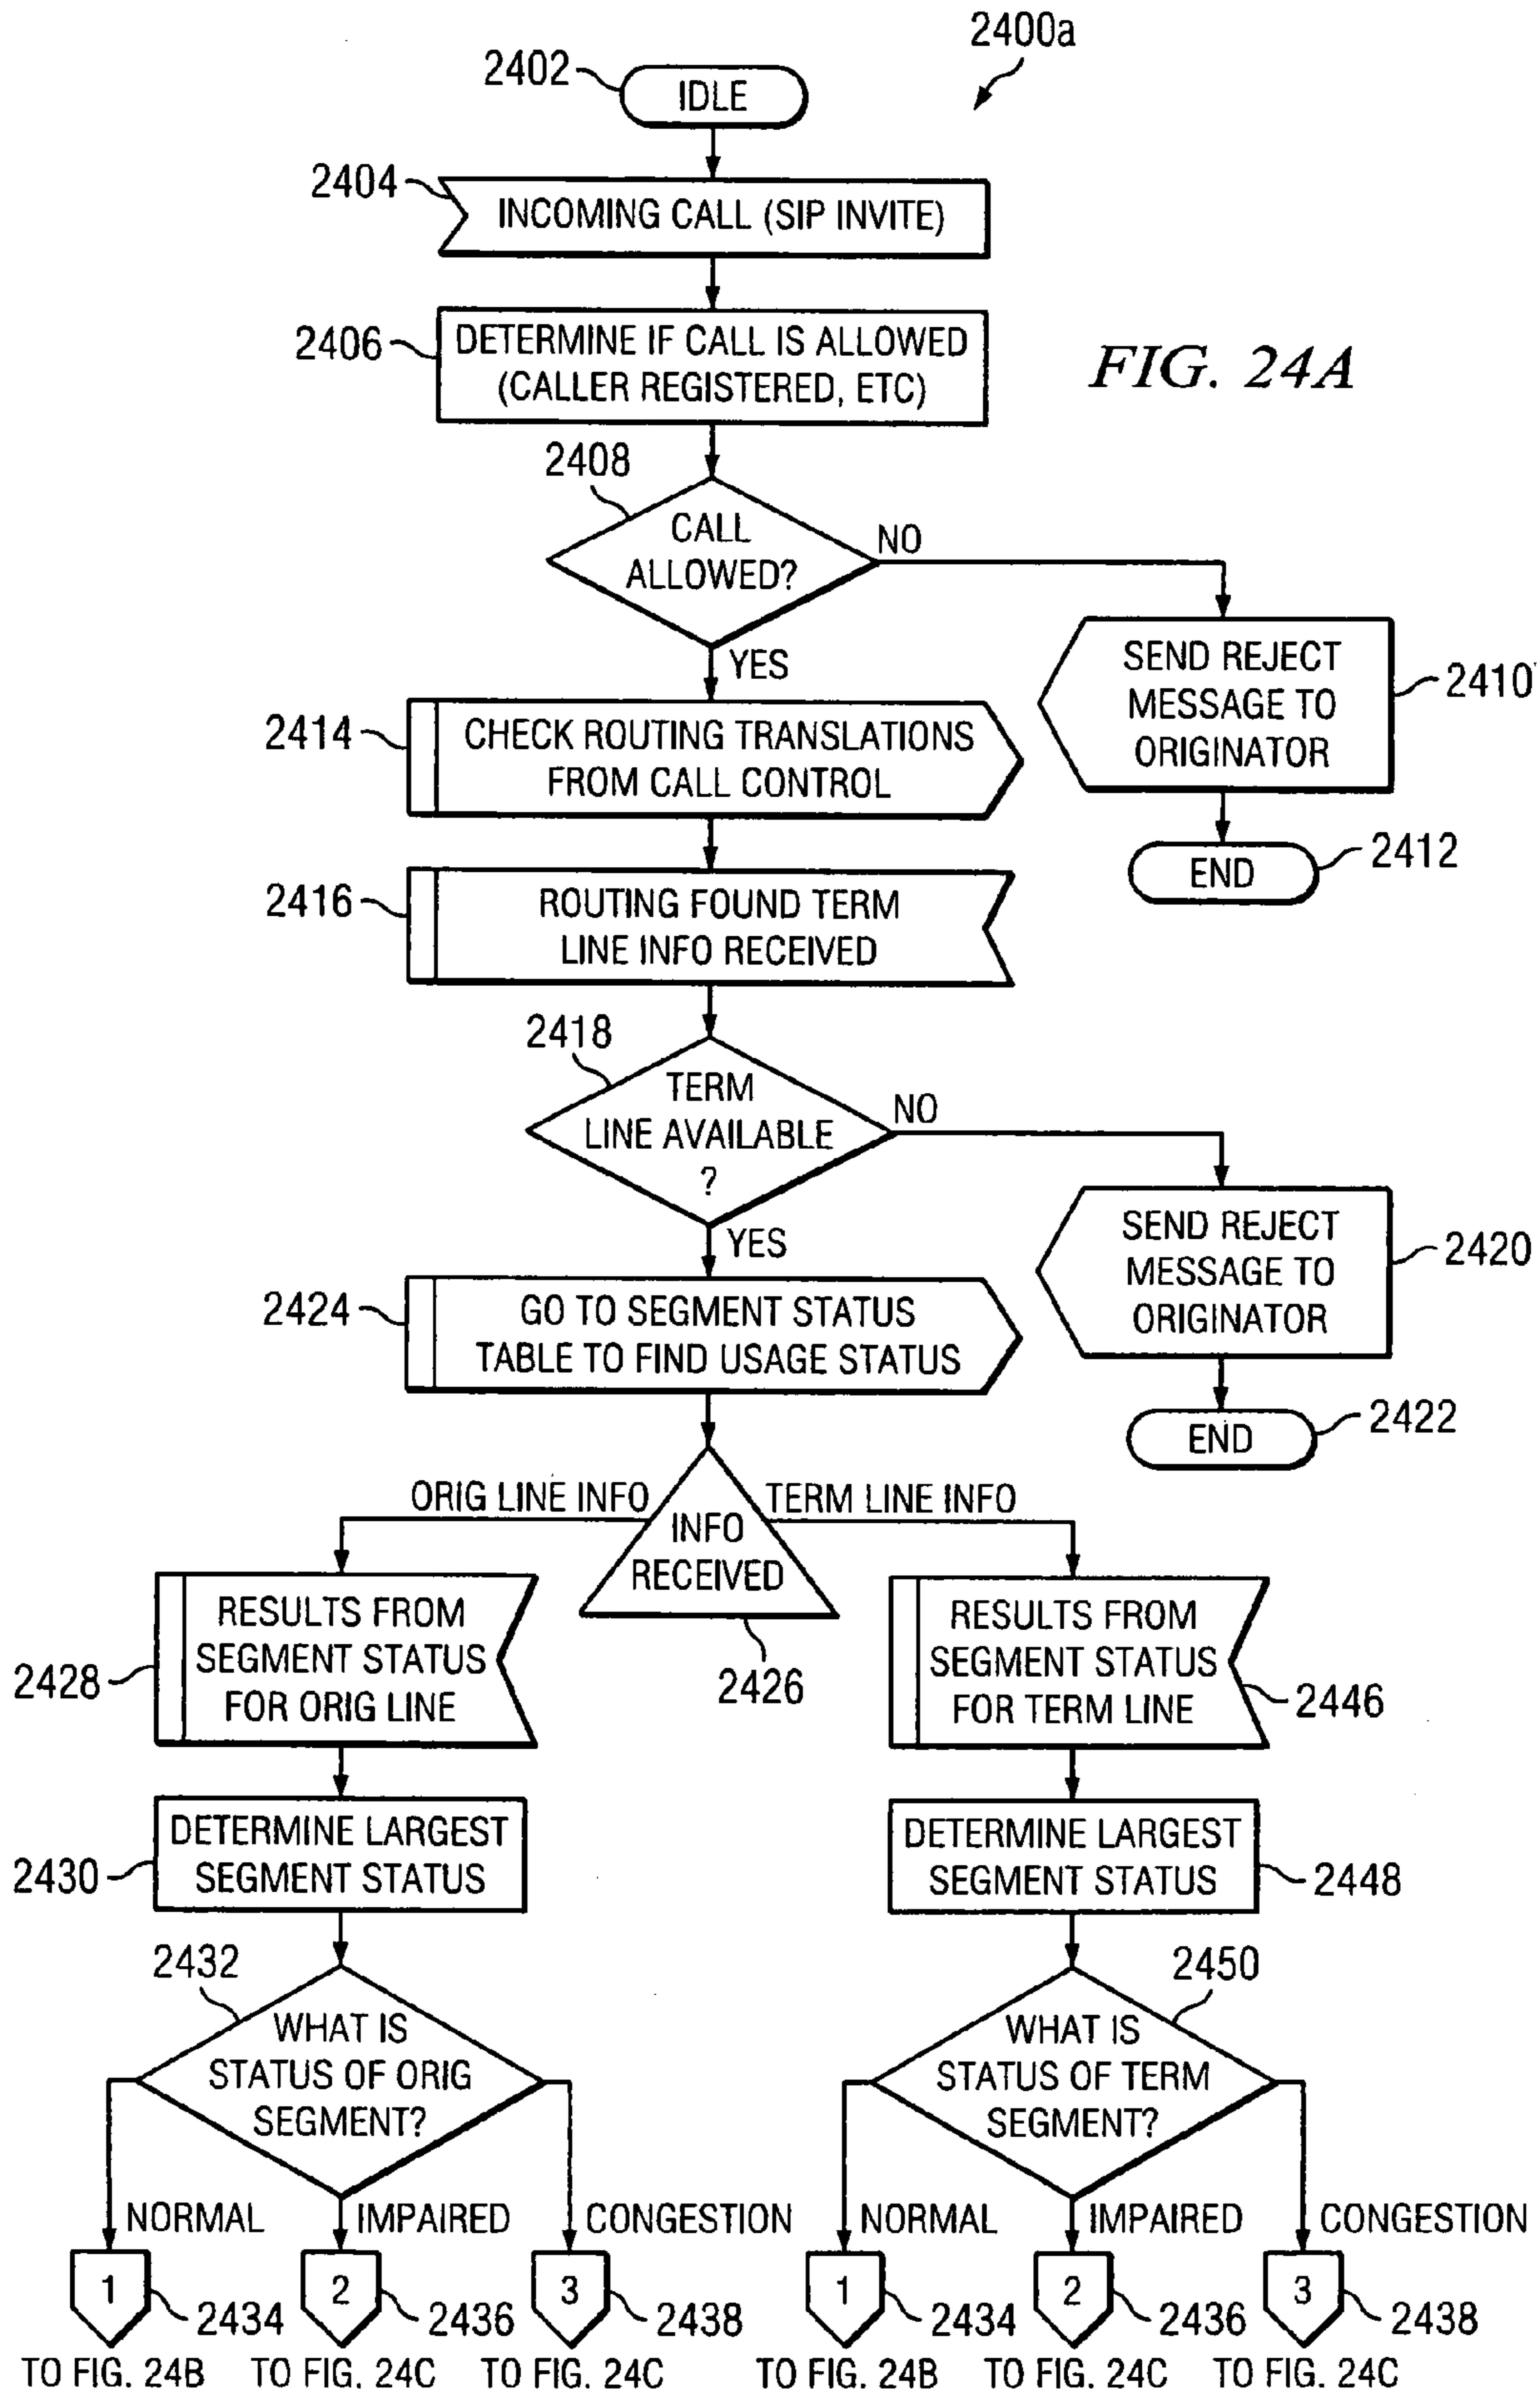 2400a
2402
IDLE
2404
INCOMING CALL (SIP INVITE)
2406
DETERMINE IF CALL IS ALLOWED
(CALLER REGISTERED, ETC)
FIG. 24A
2408
CALL
ALLOWED?
NO
YES
SEND REJECT
MESSAGE TO
ORIGINATOR
2410
2414
CHECK ROUTING TRANSLATIONS
FROM CALL CONTROL
END
2412
2416
ROUTING FOUND TERM
LINE INFO RECEIVED
2418
TERM
LINE AVAILABLE
?
NO
YES
SEND REJECT
MESSAGE TO
ORIGINATOR
2420
2424
GO TO SEGMENT STATUS
TABLE TO FIND USAGE STATUS
END
2422
ORIG LINE INFO
TERM LINE INFO
INFO
RECEIVED
2426
2428
RESULTS FROM
SEGMENT STATUS
FOR ORIG LINE
RESULTS FROM
SEGMENT STATUS
FOR TERM LINE
2446
2430
DETERMINE LARGEST
SEGMENT STATUS
DETERMINE LARGEST
SEGMENT STATUS
2448
2432
WHAT IS
STATUS OF ORIG
SEGMENT?
2450
WHAT IS
STATUS OF TERM
SEGMENT?
NORMAL
IMPAIRED
CONGESTION
NORMAL
IMPAIRED
CONGESTION
1
2434
2
2436
3
2438
1
2434
2
2436
3
2438
TO FIG. 24B
TO FIG. 24C
TO FIG. 24C
TO FIG. 24B
TO FIG. 24C
TO FIG. 24C